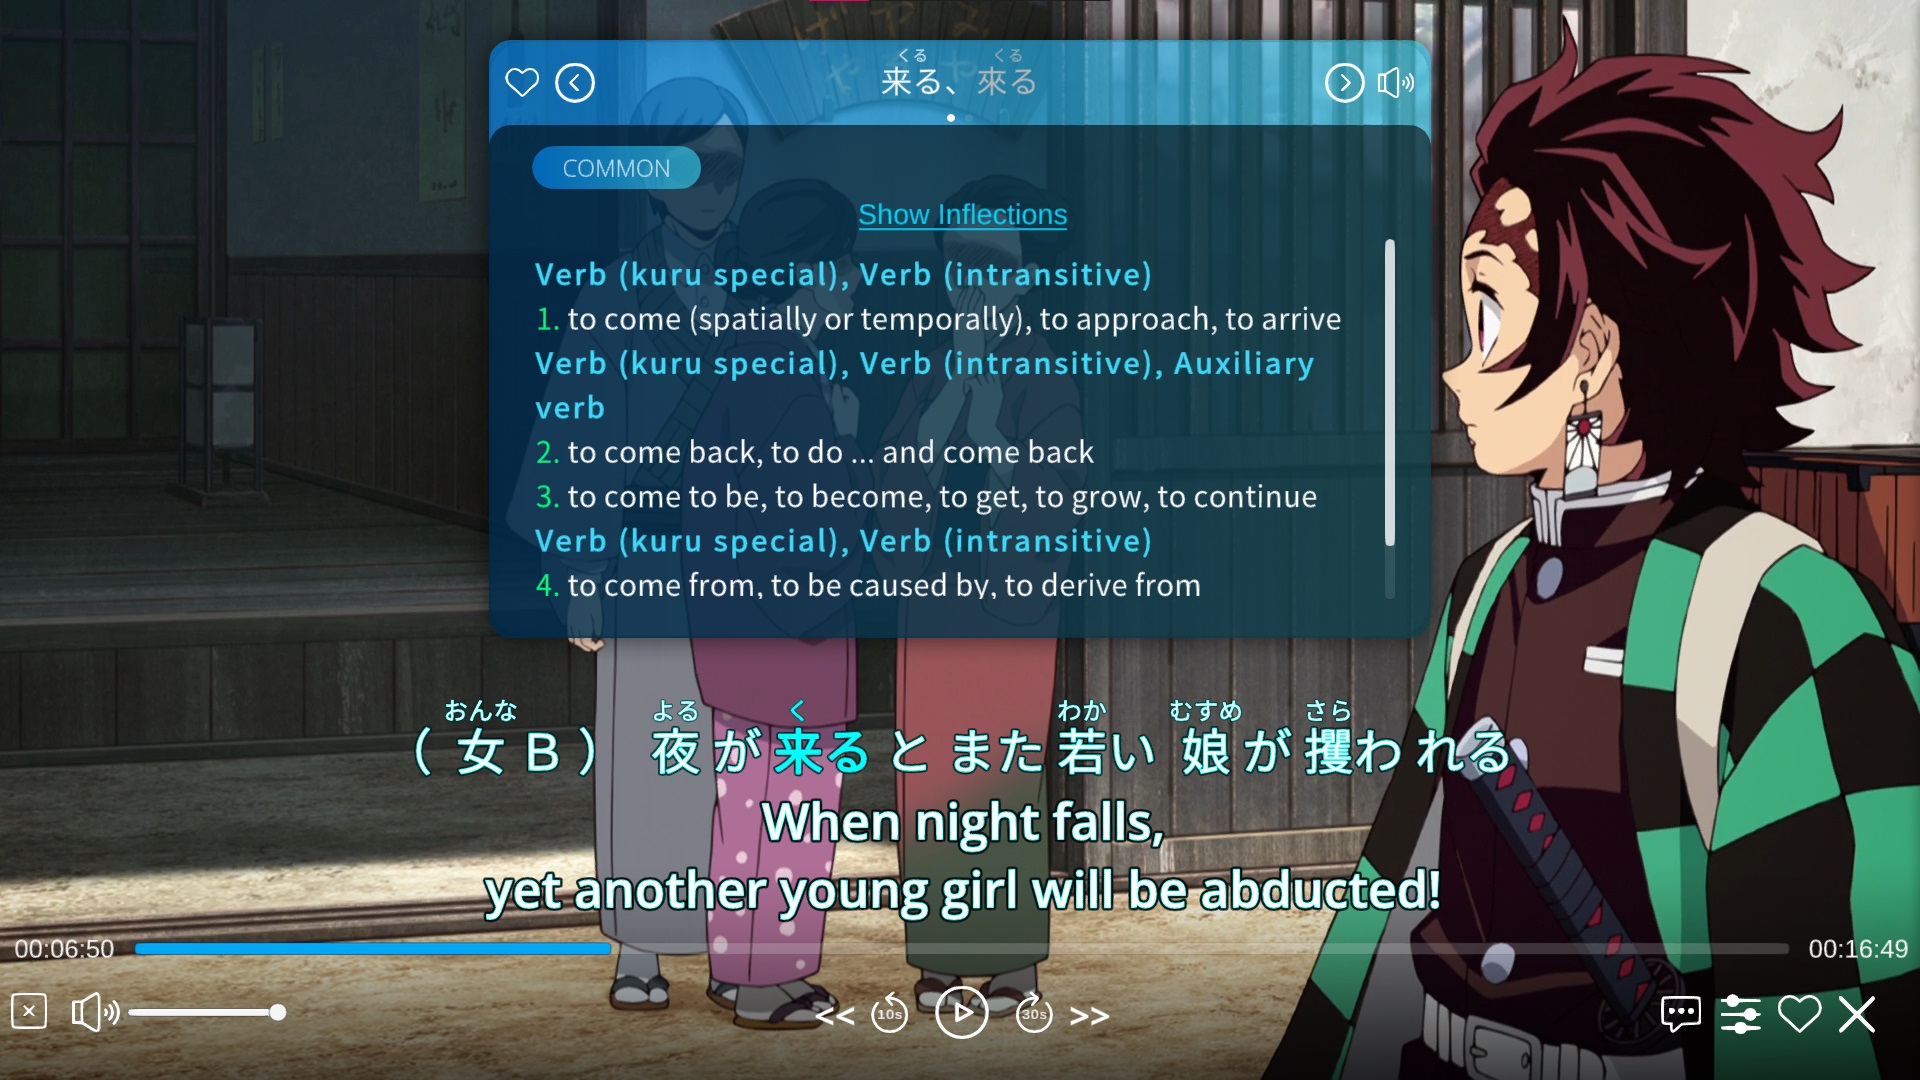 くる くる
来る、來る
COMMON
Show Inflections
Verb (kuru special), Verb (intransitive)
1. to come (spatially or temporally), to approach, to arrive
Verb (kuru special), Verb (intransitive), Auxiliary
verb
2. to come back, to do ... and come back
3. to come to be, to become, to get, to grow, to continue
Verb (kuru special), Verb (intransitive)
4. to come from, to be caused by, to derive from
おんな よる く わか むすめ さら
（女Ｂ） 夜が来ると また若い 娘が攫われる
When night falls,
yet another young girl will be abducted!
00:06:50 00:16:49
<< 10s 30s >>